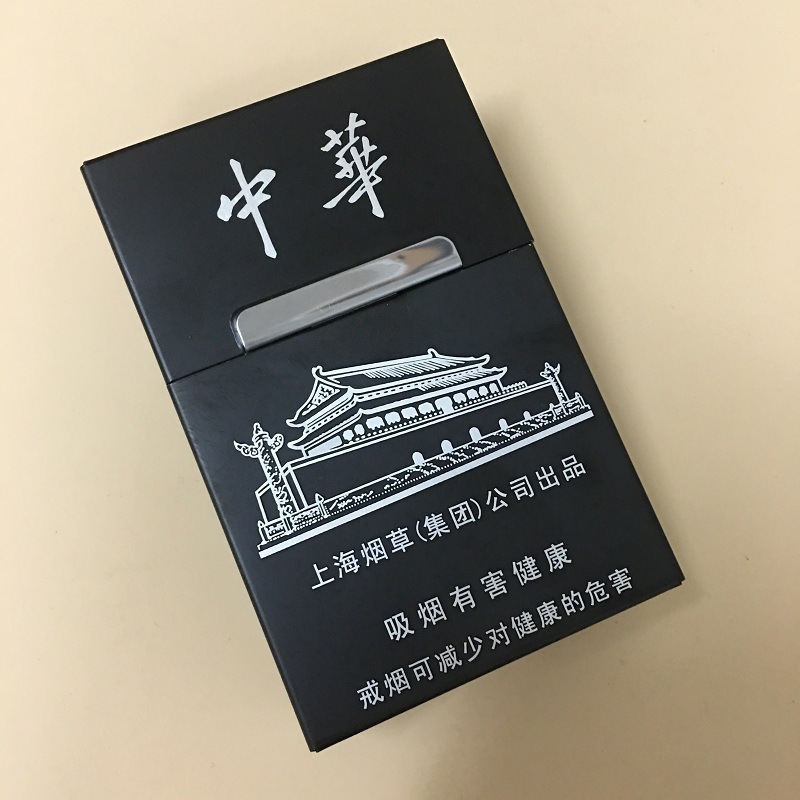 中華
上海烟草(集团)公司出品
吸烟有害健康
戒烟可减少对健康的危害